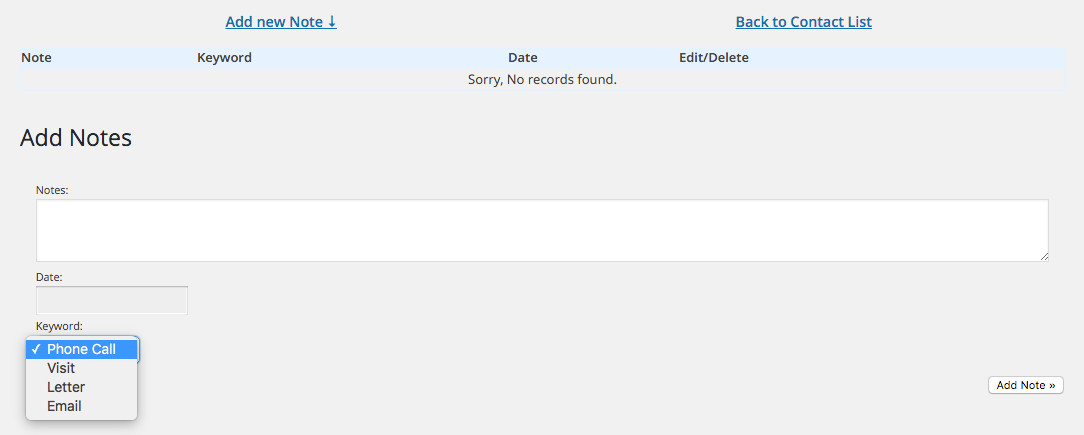 Add new Note ↓ Back to Contact List
Note Keyword Date Edit/Delete
Sorry, No records found.
Add Notes
Notes:
Date:
Keyword:
✓ Phone Call
Visit
Letter
Email
Add Note »